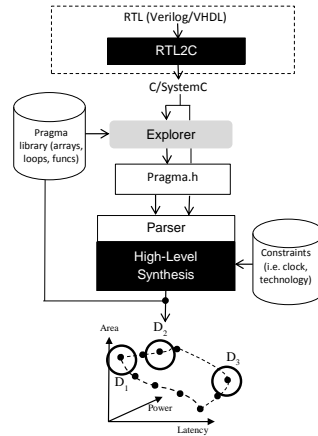 RTL (Verilog/VHDL)
RTL2C
C/SystemC
Pragma
library (arrays,
loops, funcs)
Explorer
Pragma.h
Parser
High-Level
Synthesis
Constraints
(i.e. clock,
technology)
Area
D2
D3
D1
Power
Latency